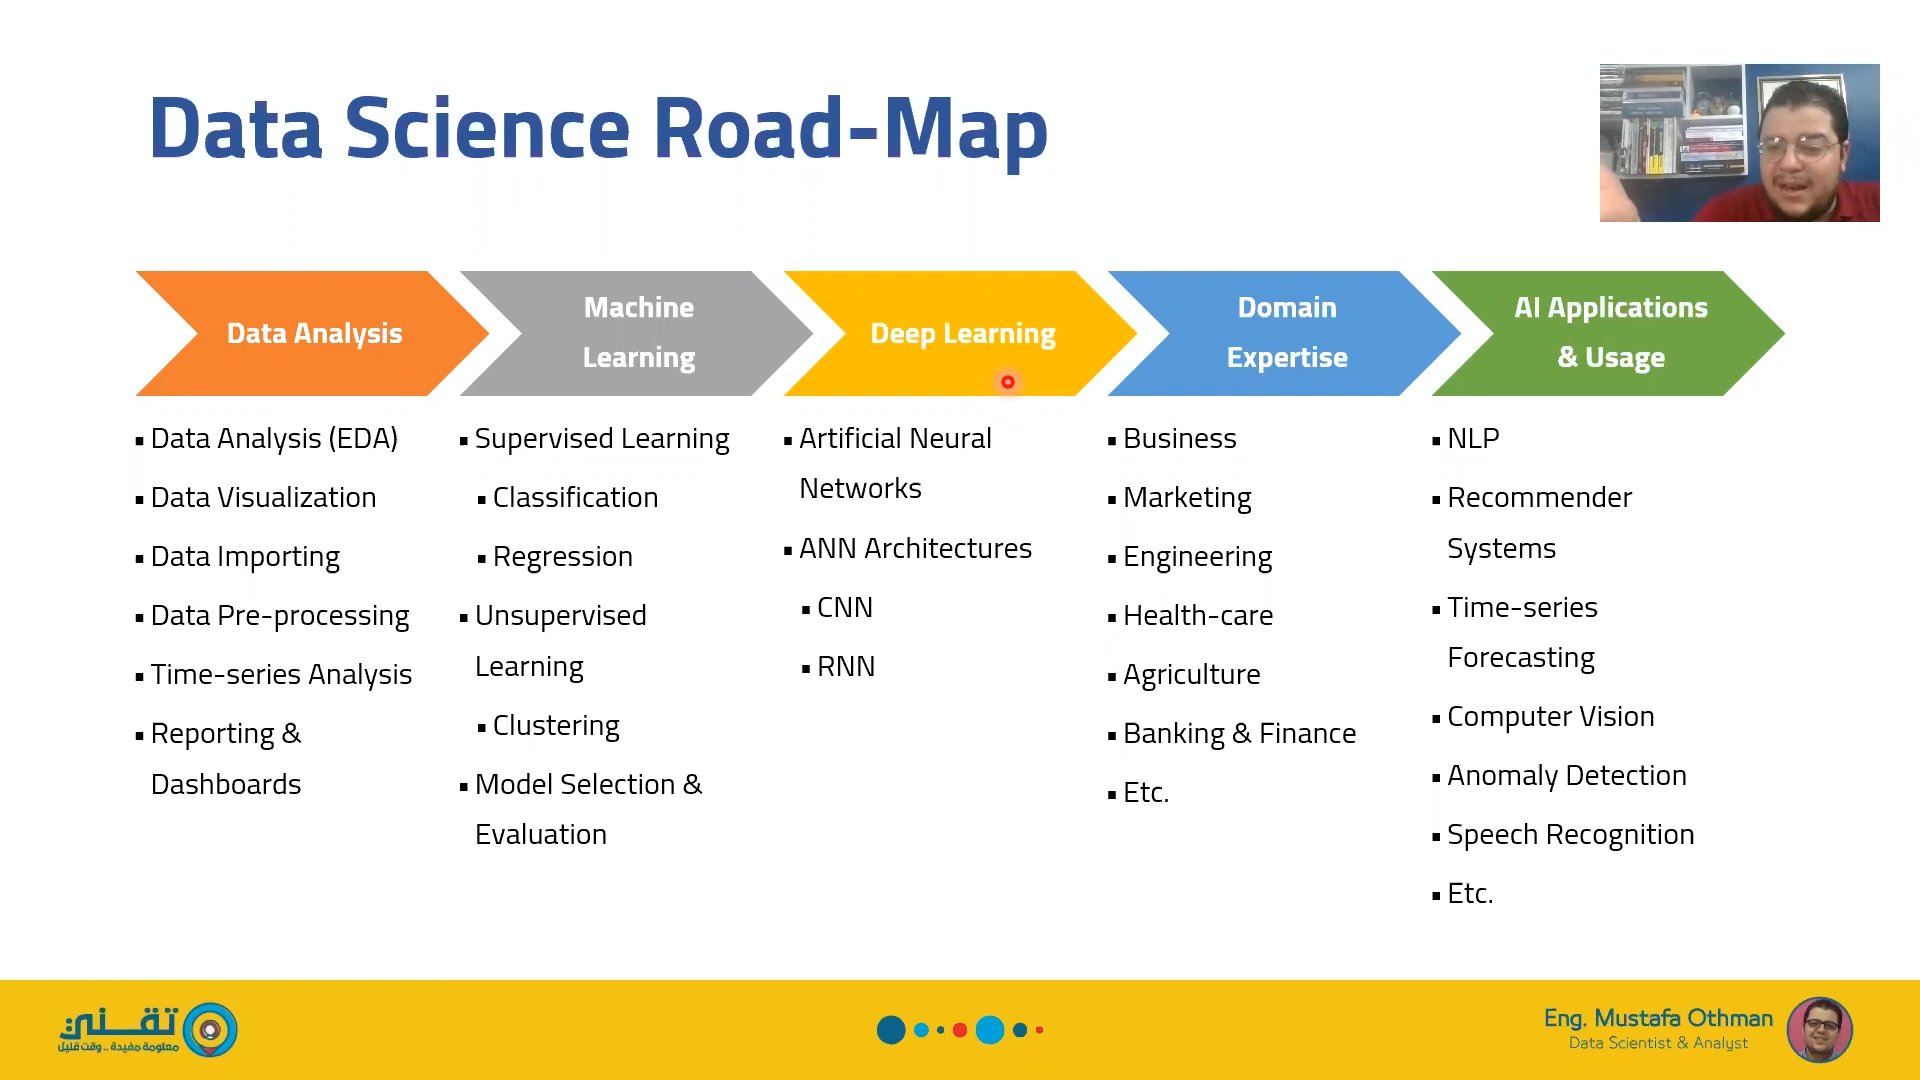 Data Science Road-Map
Data Analysis
▪ Data Analysis (EDA)
▪ Data Visualization
▪ Data Importing
▪ Data Pre-processing
▪ Time-series Analysis
▪ Reporting &
Dashboards
Machine
Learning
▪ Supervised Learning
▪ Classification
▪ Regression
▪ Unsupervised
Learning
▪ Clustering
▪ Model Selection &
Evaluation
Deep Learning
▪ Artificial Neural
Networks
▪ ANN Architectures
▪ CNN
▪ RNN
Domain
Expertise
▪ Business
▪ Marketing
▪ Engineering
▪ Health-care
▪ Agriculture
▪ Banking & Finance
▪ Etc.
AI Applications
& Usage
▪ NLP
▪ Recommender
Systems
▪ Time-series
Forecasting
▪ Computer Vision
▪ Anomaly Detection
▪ Speech Recognition
▪ Etc.
تقني
معلومة مفيدة .. وقت قليل
Eng. Mustafa Othman
Data Scientist & Analyst